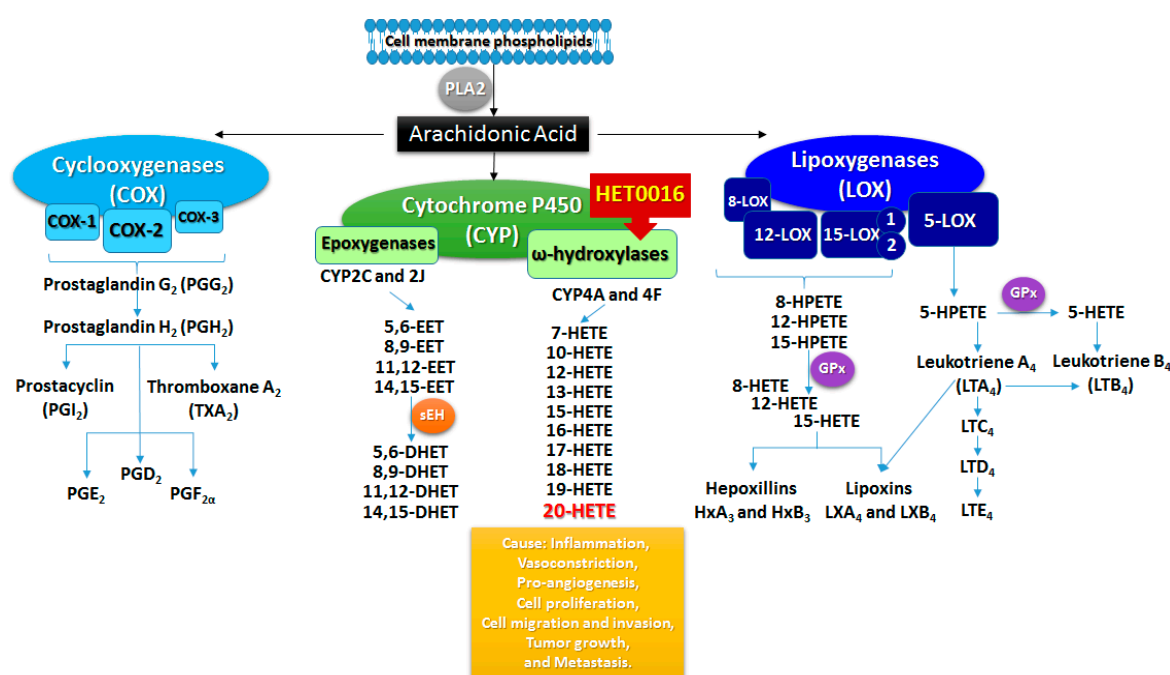 Cell membrane phospholipids
PLA2
Arachidonic Acid
Cyclooxygenases
(COX)
COX-1
COX-2
COX-3
Prostaglandin G₂ (PGG₂)
Prostaglandin H₂ (PGH₂)
Prostacyclin
(PGI₂)
Thromboxane A₂
(TXA₂)
PGE₂
PGD₂
PGF₂α
Cytochrome P450
(CYP)
HET0016
Epoxygenases
CYP2C and 2J
5,6-EET
8,9-EET
11,12-EET
14,15-EET
sEH
5,6-DHET
8,9-DHET
11,12-DHET
14,15-DHET
ω-hydroxylases
CYP4A and 4F
7-HETE
10-HETE
12-HETE
13-HETE
15-HETE
16-HETE
17-HETE
18-HETE
19-HETE
20-HETE
Cause: Inflammation,
Vasoconstriction,
Pro-angiogenesis,
Cell proliferation,
Cell migration and invasion,
Tumor growth,
and Metastasis.
Lipoxygenases
(LOX)
8-LOX
12-LOX
15-LOX
1
2
5-LOX
8-HPETE
12-HPETE
15-HPETE
GPx
8-HETE
12-HETE
15-HETE
Hepoxillins
HxA₃ and HxB₃
Lipoxins
LXA₄ and LXB₄
5-HPETE
GPx
5-HETE
Leukotriene A₄
(LTA₄)
Leukotriene B₄
(LTB₄)
LTC₄
LTD₄
LTE₄